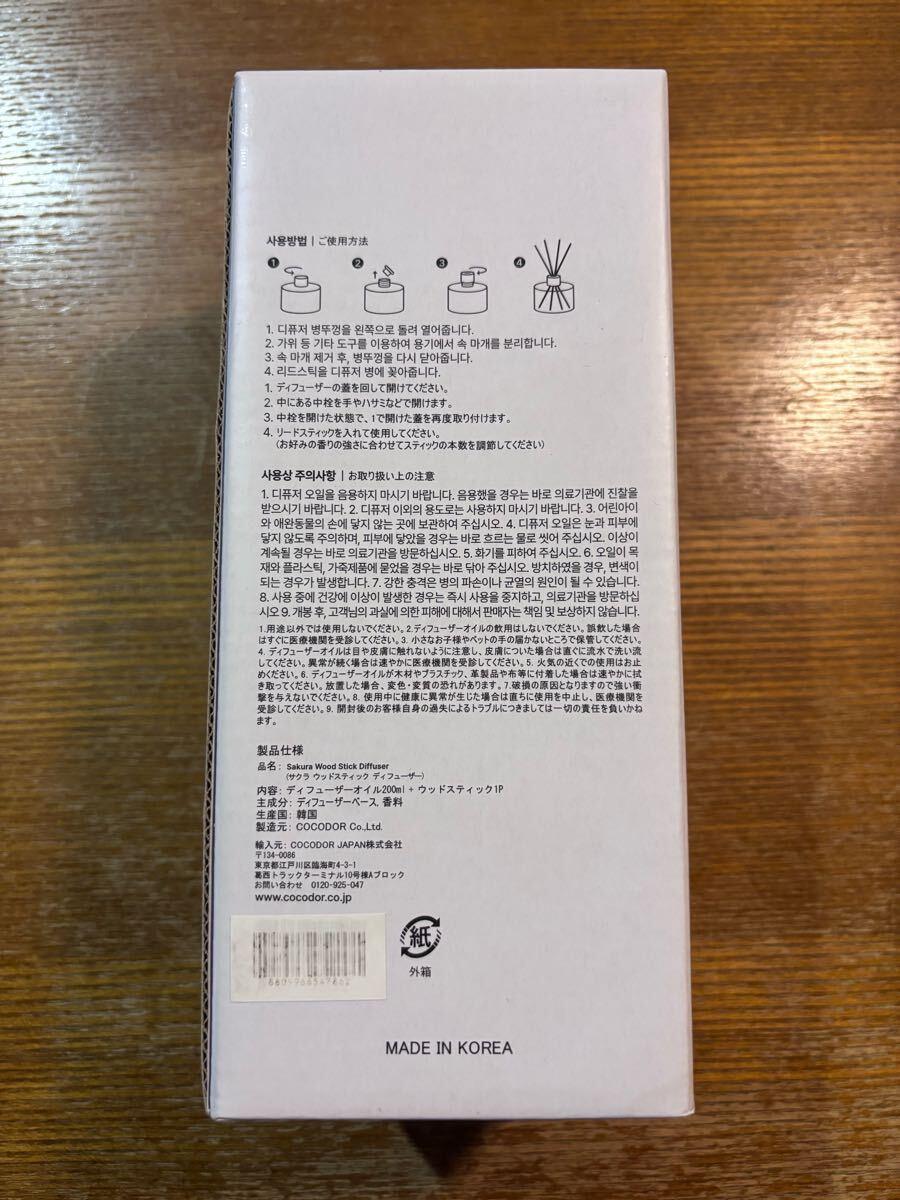 사용방법 | ご使用方法
1 2 3 4
1. 디퓨저 병뚜껑을 왼쪽으로 돌려 열어줍니다.
2. 가위 등 기타 도구를 이용하여 용기에서 속 마개를 분리합니다.
3. 속 마개 제거 후, 병뚜껑을 다시 닫아줍니다.
4. 리드스틱을 디퓨저 병에 꽂아줍니다.
1. ディフューザーの蓋を回して開けてください。
2. 中にある中栓を手やハサミなどで開けます。
3. 中栓を開けた状態で、1で開けた蓋を再度取り付けます。
4. リードスティックを入れて使用してください。
(お好みの香りの強さに合わせてスティックの本数を調節してください)
사용상 주의사항 | お取り扱い上の注意
1. 디퓨저 오일을 음용하지 마시기 바랍니다. 음용했을 경우는 바로 의료기관에 진찰을
받으시기 바랍니다. 2. 디퓨저 이외의 용도로는 사용하지 마시기 바랍니다. 3. 어린아이
와 애완동물의 손에 닿지 않는 곳에 보관하여 주십시오. 4. 디퓨저 오일은 눈과 피부에
닿지 않도록 주의하며, 피부에 닿았을 경우는 바로 흐르는 물로 씻어 주십시오. 이상이
계속될 경우는 바로 의료기관을 방문하십시오. 5. 화기를 피하여 주십시오. 6. 오일이 목
재와 플라스틱, 가죽제품에 묻었을 경우는 바로 닦아 주십시오. 방치하였을 경우, 변색이
되는 경우가 발생합니다. 7. 강한 충격은 병의 파손이나 균열의 원인이 될 수 있습니다.
8. 사용 중에 건강에 이상이 발생한 경우는 즉시 사용을 중지하고, 의료기관을 방문하십
시오 9. 개봉 후, 고객님의 과실에 의한 피해에 대해서 판매자는 책임 및 보상하지 않습니다.
1.用途以外では使用しないでください。2.ディフューザーオイルの飲用はしないでください。誤飲した場合
はすぐに医療機関を受診してください。3. 小さなお子様やペットの手の届かないところで保管してください。
4. ディフューザーオイルは目や皮膚に触れないように注意し、皮膚についた場合は直ぐに流水で洗い流
してください。異常が続く場合は速やかに医療機関を受診してください。5. 火気の近くでの使用はお止
めください。6. ディフューザーオイルが木材やプラスチック、革製品や布等に付着した場合は速やかに拭
き取ってください。放置した場合、変色・変質の恐れがあります。7.破損の原因となりますので強い衝
撃を与えないでください。8. 使用中に健康に異常が生じた場合は直ちに使用を中止し、医療機関を
受診してください。9. 開封後のお客様自身の過失によるトラブルにつきましては一切の責任を負いかね
ます。
製品仕様
品名: Sakura Wood Stick Diffuser
(サクラ ウッドスティック ディフューザー)
内容: ディフューザーオイル200ml + ウッドスティック1P
主成分: ディフューザーベース, 香料
生産国: 韓国
製造元: COCODOR Co.,Ltd.
輸入元: COCODOR JAPAN株式会社
〒134-0086
東京都江戸川区臨海町4-3-1
葛西トラックターミナル10号棟Aブロック
お問い合わせ 0120-925-047
www.cocodor.co.jp
紙
外箱
MADE IN KOREA